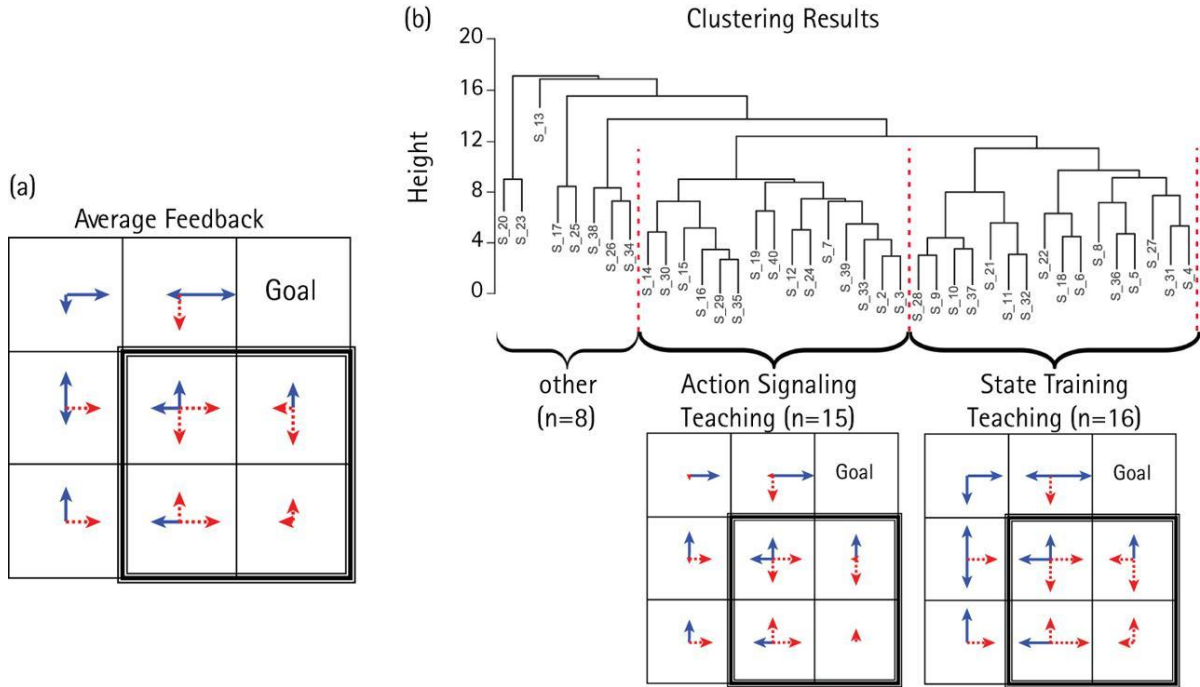 (a)
Average Feedback
Goal
(b)
Clustering Results
Height
20
16
12
8
4
0
S_20
S_23
S_13
S_17
S_25
S_38
S_26
S_34
S_14
S_30
S_15
S_16
S_29
S_35
S_19
S_40
S_12
S_24
S_7
S_39
S_33
S_2
S_3
S_28
S_9
S_10
S_37
S_21
S_11
S_32
S_22
S_18
S_6
S_8
S_36
S_5
S_27
S_31
S_4
other
(n=8)
Action Signaling
Teaching (n=15)
Goal
State Training
Teaching (n=16)
Goal